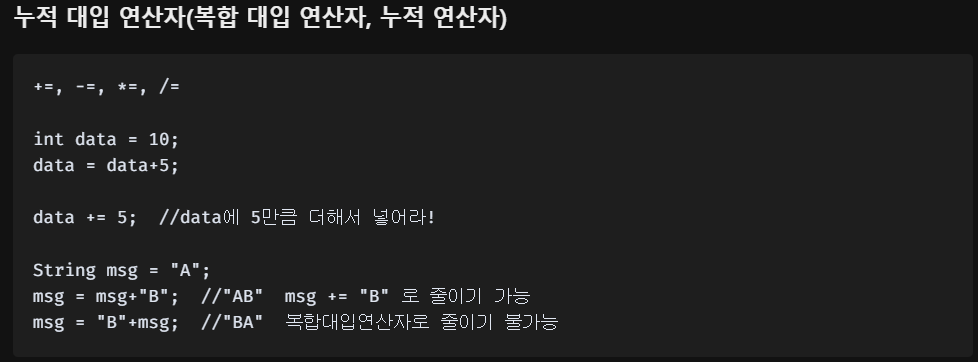 누적 대입 연산자(복합 대입 연산자, 누적 연산자)
+=, -=, *=, /=
int data = 10;
data = data+5;
data += 5;  //data에 5만큼 더해서 넣어라!
String msg = "A";
msg = msg+"B";  //"AB"  msg += "B" 로 줄이기 가능
msg = "B"+msg;  //"BA"  복합대입연산자로 줄이기 불가능